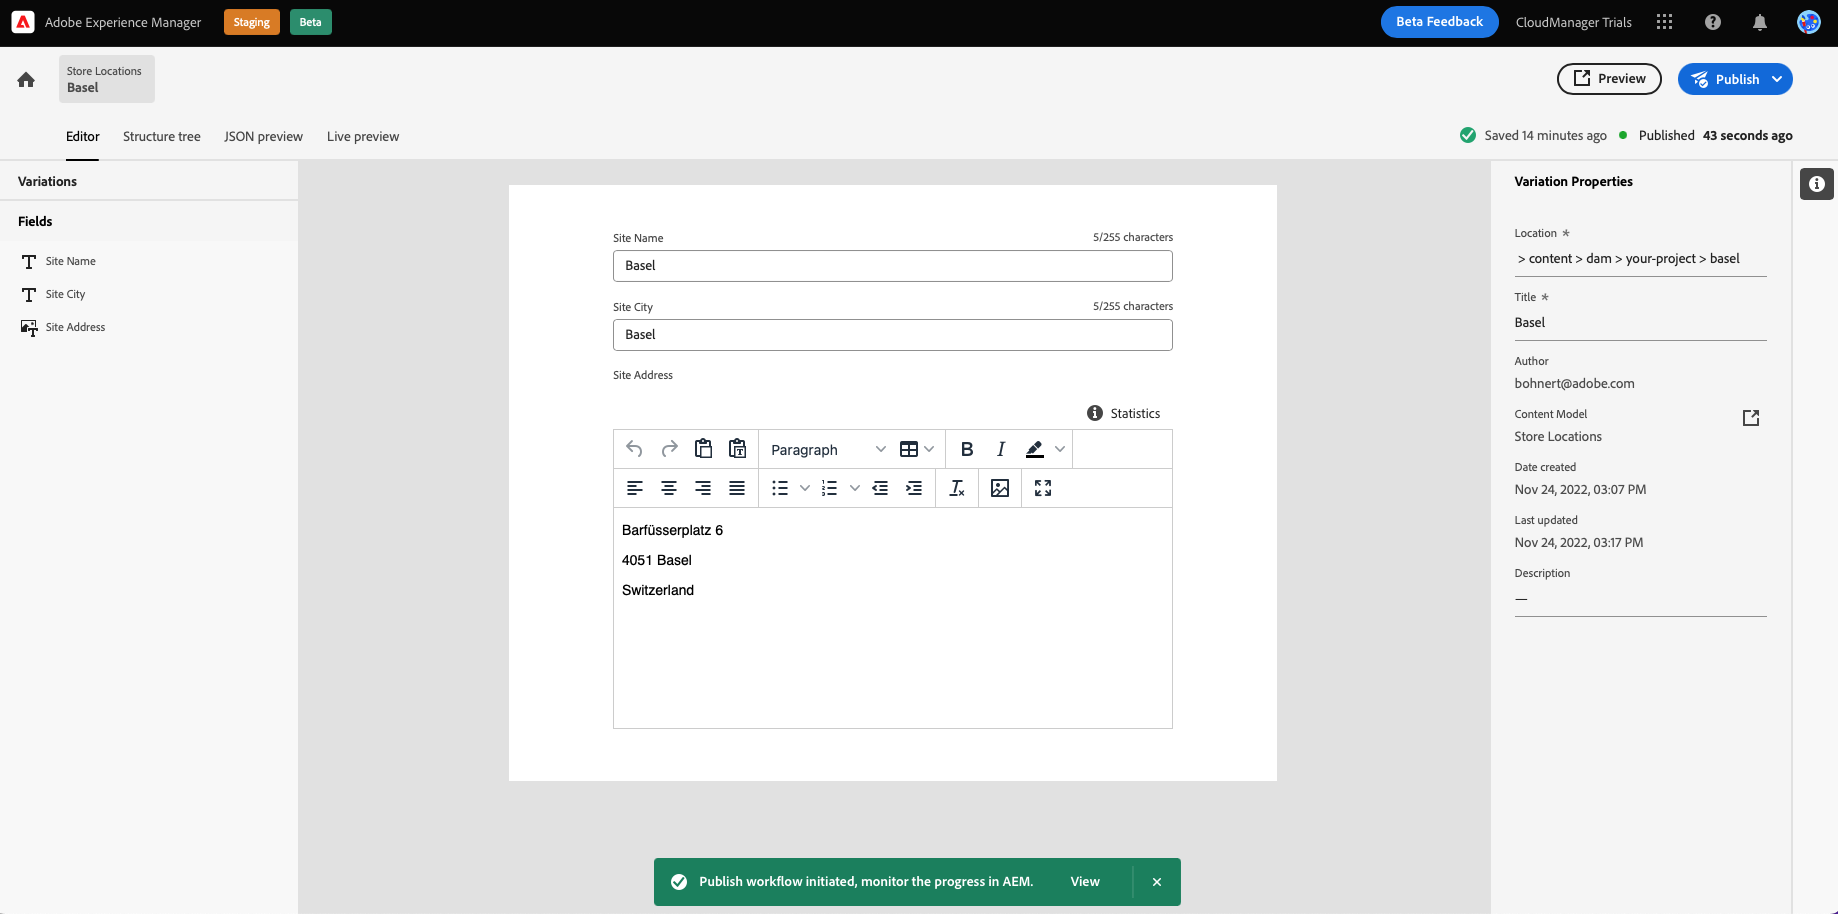 Adobe Experience Manager
Staging
Beta
Beta Feedback
CloudManager Trials
Store Locations
Basel
Preview
Publish
Editor
Structure tree
JSON preview
Live preview
Saved 14 minutes ago
Published 43 seconds ago
Variations
Fields
Site Name
Site City
Site Address
Site Name
5/255 characters
Basel
Site City
5/255 characters
Basel
Site Address
Statistics
Paragraph
B I
Barfüsserplatz 6
4051 Basel
Switzerland
Variation Properties
Location *
> content > dam > your-project > basel
Title *
Basel
Author
bohnert@adobe.com
Content Model
Store Locations
Date created
Nov 24, 2022, 03:07 PM
Last updated
Nov 24, 2022, 03:17 PM
Description
—
Publish workflow initiated, monitor the progress in AEM.
View